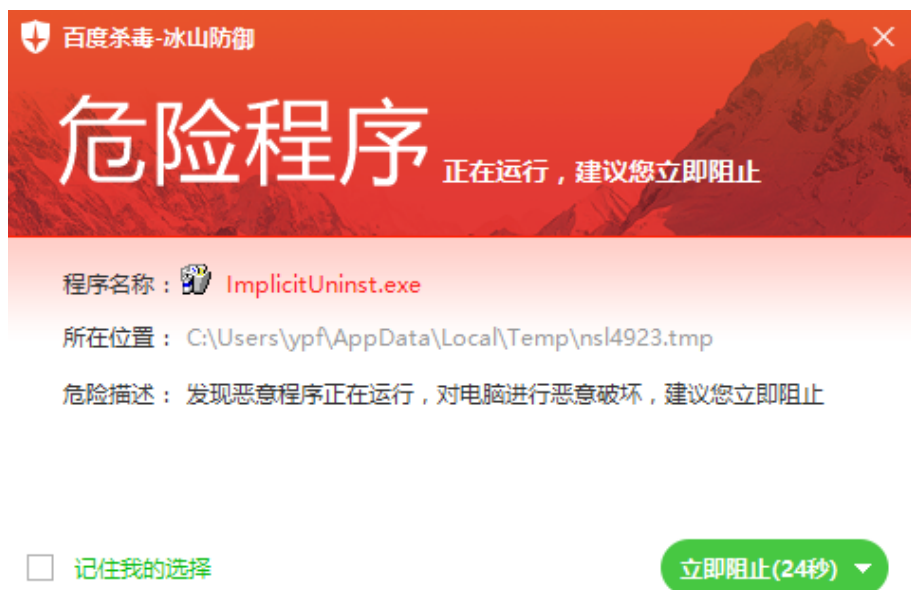 百度杀毒-冰山防御
危险程序 正在运行，建议您立即阻止
程序名称： ImplicitUninst.exe
所在位置： C:\Users\ypf\AppData\Local\Temp\nsl4923.tmp
危险描述： 发现恶意程序正在运行，对电脑进行恶意破坏，建议您立即阻止
记住我的选择 立即阻止(24秒)